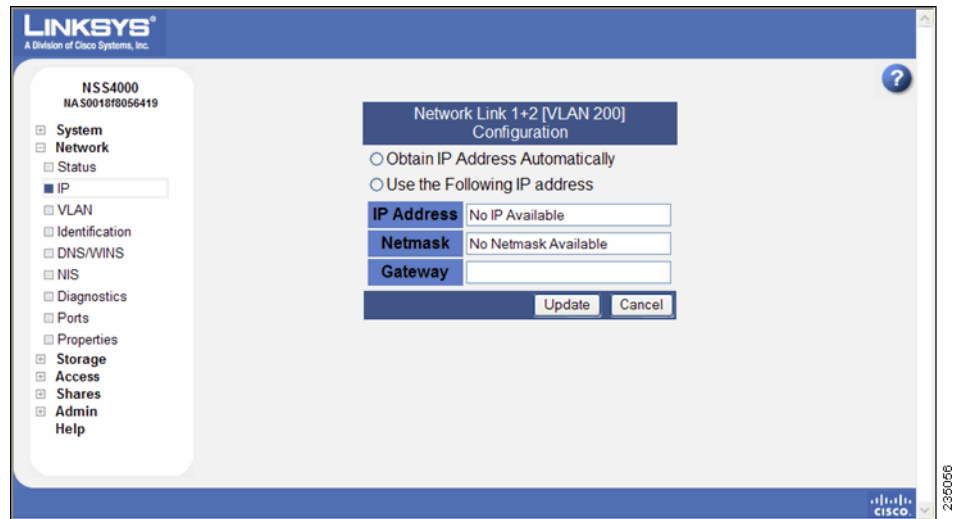 LINKSYS®
A Division of Cisco Systems, Inc.
NSS4000
NAS0018f8056419
System
Network
Status
IP
VLAN
Identification
DNS/WINS
NIS
Diagnostics
Ports
Properties
Storage
Access
Shares
Admin
Help
?
Network Link 1+2 [VLAN 200]
Configuration
Obtain IP Address Automatically
Use the Following IP address
IP Address No IP Available
Netmask No Netmask Available
Gateway
Update Cancel
CISCO.
235056